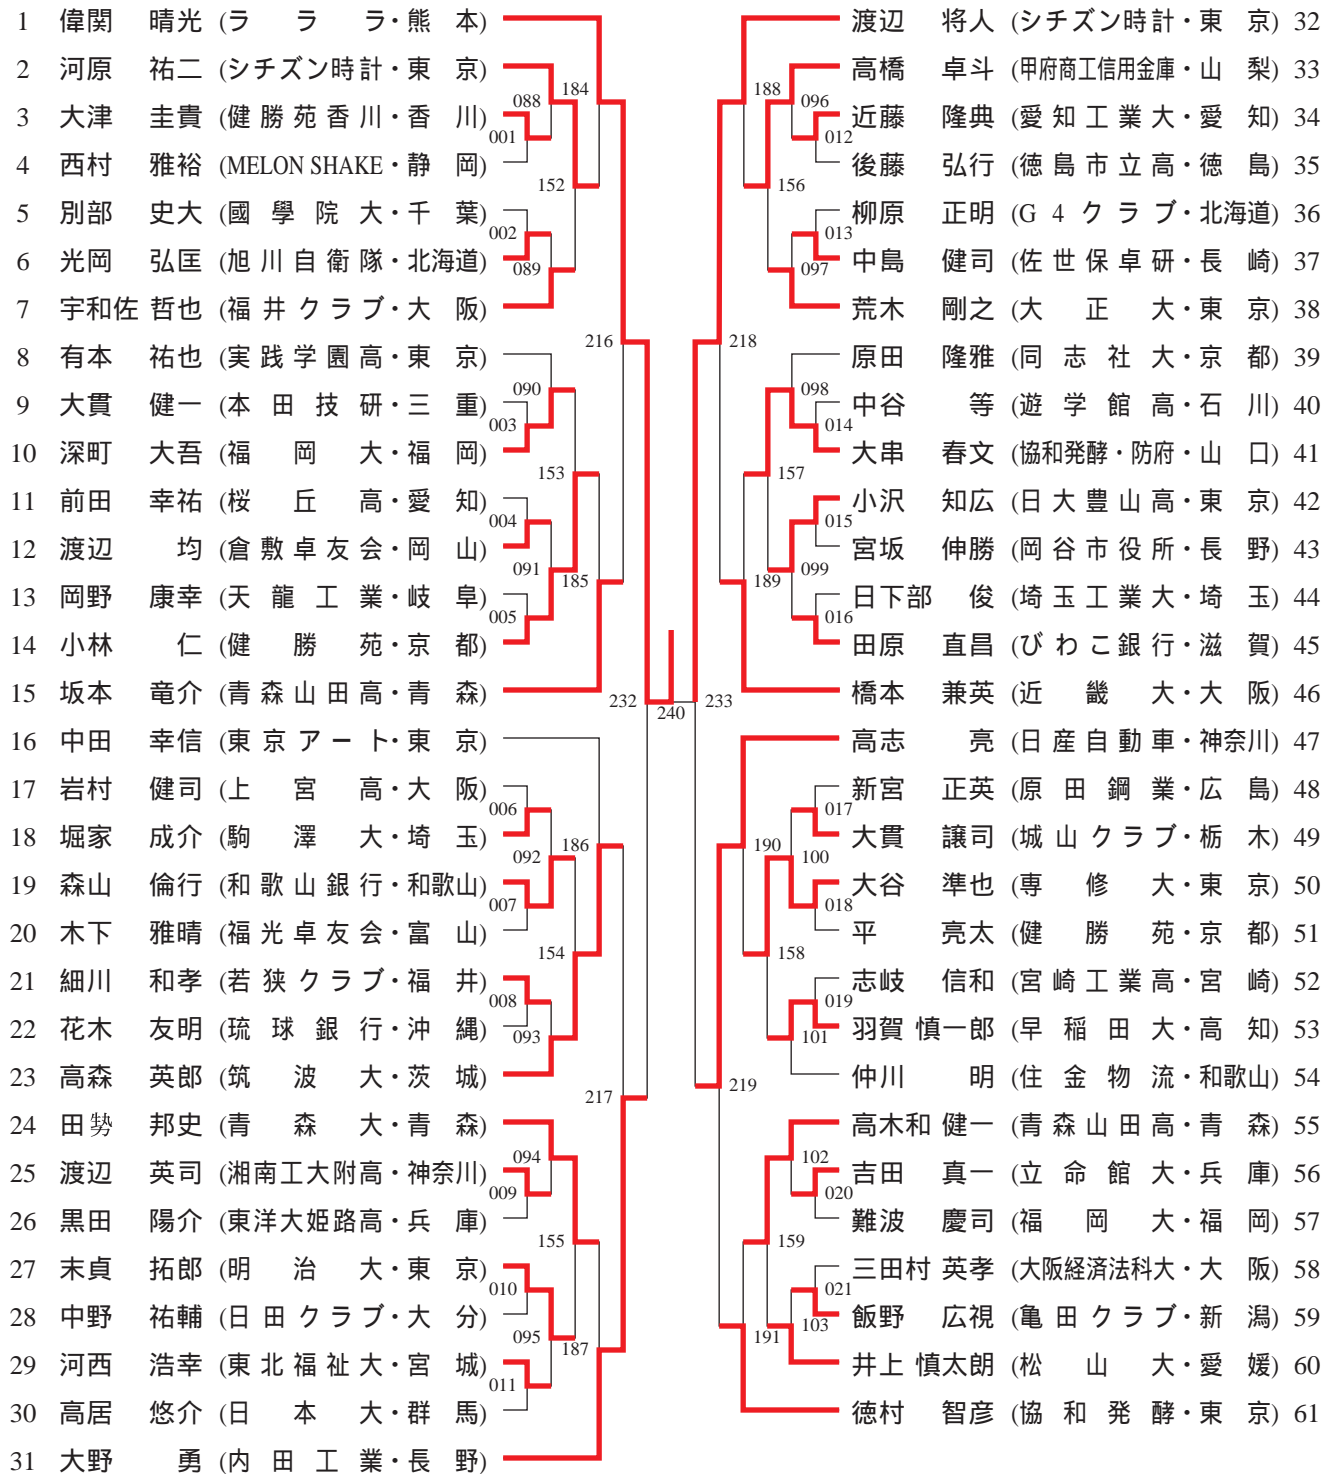 1 偉関 晴光 (ラララ・熊本)
2 河原 祐二 (シチズン時計・東京)
3 大津 圭貴 (健勝苑香川・香川)
4 西村 雅裕 (MELON SHAKE・静岡)
5 別部 史大 (國學院大・千葉)
6 光岡 弘匡 (旭川自衛隊・北海道)
7 宇和佐 哲也 (福井クラブ・大阪)
8 有本 祐也 (実践学園高・東京)
9 大貫 健一 (本田技研・三重)
10 深町 大吾 (福岡大・福岡)
11 前田 幸祐 (桜丘高・愛知)
12 渡辺 均 (倉敷卓友会・岡山)
13 岡野 康幸 (天龍工業・岐阜)
14 小林 仁 (健勝苑・京都)
15 坂本 竜介 (青森山田高・青森)
16 中田 幸信 (東京アート・東京)
17 岩村 健司 (上宮高・大阪)
18 堀家 成介 (駒澤大・埼玉)
19 森山 倫行 (和歌山銀行・和歌山)
20 木下 雅晴 (福光卓友会・富山)
21 細川 和孝 (若狭クラブ・福井)
22 花木 友明 (琉球銀行・沖縄)
23 高森 英郎 (筑波大・茨城)
24 田勢 邦史 (青森大・青森)
25 渡辺 英司 (湘南工大附高・神奈川)
26 黒田 陽介 (東洋大姫路高・兵庫)
27 末貞 拓郎 (明治大・東京)
28 中野 祐輔 (日田クラブ・大分)
29 河西 浩幸 (東北福祉大・宮城)
30 高居 悠介 (日本大・群馬)
31 大野 勇 (内田工業・長野)
088
001
002
089
090
003
004
091
005
006
092
007
008
093
094
009
010
095
011
184
152
153
185
186
154
155
187
216
217
232
240
233
218
219
188
156
157
189
190
158
159
191
096
012
013
097
098
014
015
099
016
017
100
018
019
101
102
020
021
103
渡辺 将人 (シチズン時計・東京) 32
高橋 卓斗 (甲府商工信用金庫・山梨) 33
近藤 隆典 (愛知工業大・愛知) 34
後藤 弘行 (徳島市立高・徳島) 35
柳原 正明 (G4クラブ・北海道) 36
中島 健司 (佐世保卓研・長崎) 37
荒木 剛之 (大正大・東京) 38
原田 隆雅 (同志社大・京都) 39
中谷 等 (遊学館高・石川) 40
大串 春文 (協和発酵・防府・山口) 41
小沢 知広 (日大豊山高・東京) 42
宮坂 伸勝 (岡谷市役所・長野) 43
日下部 俊 (埼玉工業大・埼玉) 44
田原 直昌 (びわこ銀行・滋賀) 45
橋本 兼英 (近畿大・大阪) 46
高志 亮 (日産自動車・神奈川) 47
新宮 正英 (原田鋼業・広島) 48
大貫 譲司 (城山クラブ・栃木) 49
大谷 準也 (専修大・東京) 50
平 亮太 (健勝苑・京都) 51
志岐 信和 (宮崎工業高・宮崎) 52
羽賀 慎一郎 (早稲田大・高知) 53
仲川 明 (住金物流・和歌山) 54
高木和 健一 (青森山田高・青森) 55
吉田 真一 (立命館大・兵庫) 56
難波 慶司 (福岡大・福岡) 57
三田村 英孝 (大阪経済法科大・大阪) 58
飯野 広視 (亀田クラブ・新潟) 59
井上 慎太朗 (松山大・愛媛) 60
徳村 智彦 (協和発酵・東京) 61